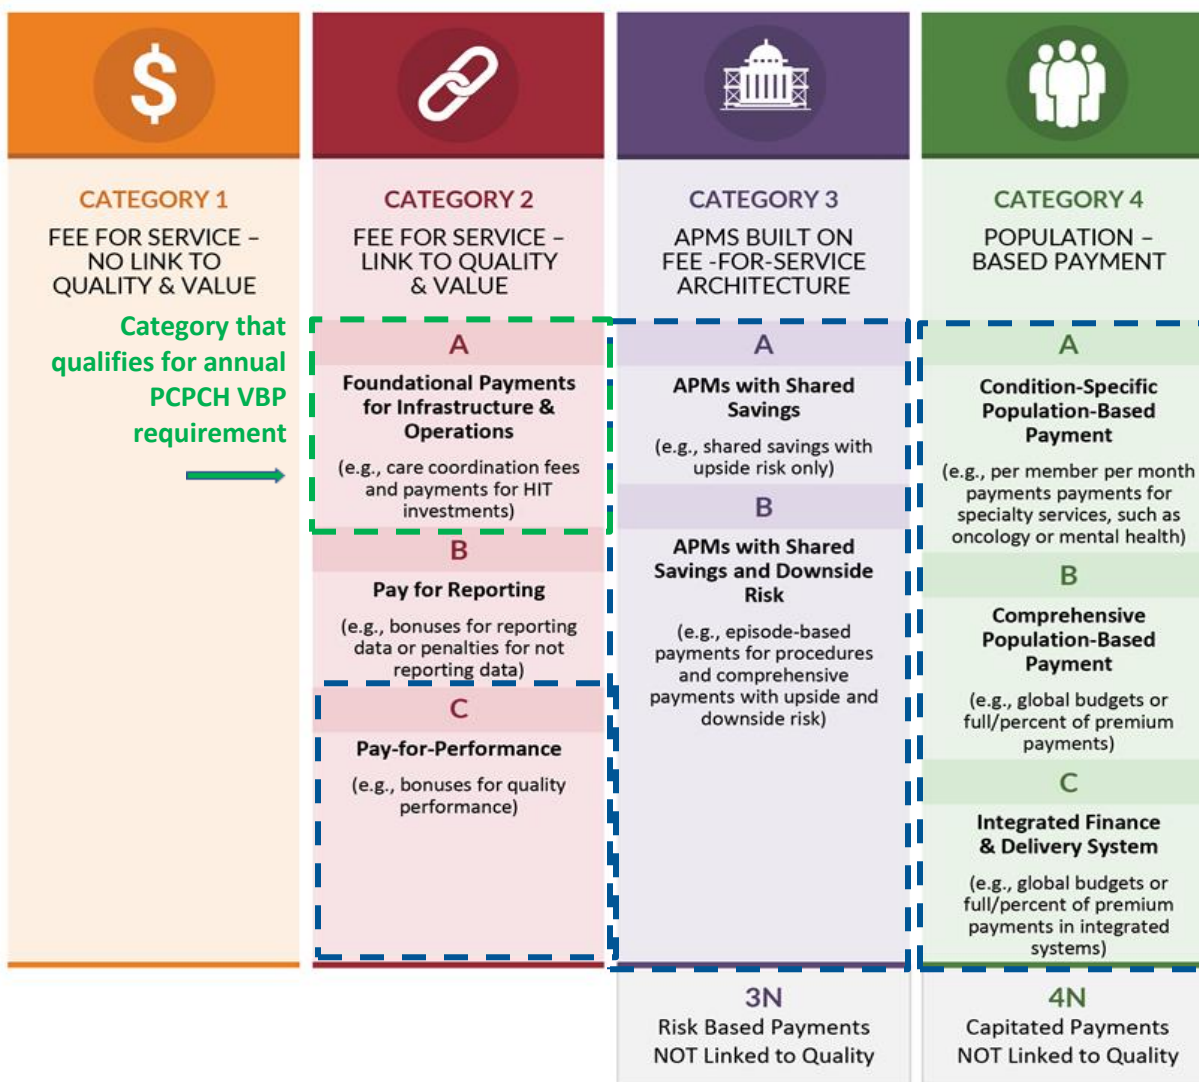 $
CATEGORY 1
FEE FOR SERVICE –
NO LINK TO
QUALITY & VALUE
Category that
qualifies for annual
PCPCH VBP
requirement
CATEGORY 2
FEE FOR SERVICE –
LINK TO QUALITY
& VALUE
A
Foundational Payments
for Infrastructure &
Operations
(e.g., care coordination fees
and payments for HIT
investments)
B
Pay for Reporting
(e.g., bonuses for reporting
data or penalties for not
reporting data)
C
Pay-for-Performance
(e.g., bonuses for quality
performance)
CATEGORY 3
APMS BUILT ON
FEE -FOR-SERVICE
ARCHITECTURE
A
APMs with Shared
Savings
(e.g., shared savings with
upside risk only)
B
APMs with Shared
Savings and Downside
Risk
(e.g., episode-based
payments for procedures
and comprehensive
payments with upside and
downside risk)
3N
Risk Based Payments
NOT Linked to Quality
CATEGORY 4
POPULATION –
BASED PAYMENT
A
Condition-Specific
Population-Based
Payment
(e.g., per member per month
payments payments for
specialty services, such as
oncology or mental health)
B
Comprehensive
Population-Based
Payment
(e.g., global budgets or
full/percent of premium
payments)
C
Integrated Finance
& Delivery System
(e.g., global budgets or
full/percent of premium
payments in integrated
systems)
4N
Capitated Payments
NOT Linked to Quality